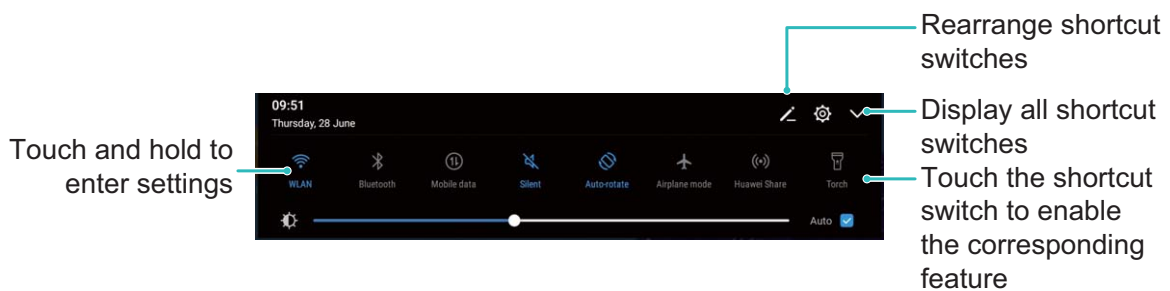 Rearrange shortcut
switches
09:51
Thursday, 28 June
Display all shortcut
switches
Touch and hold to
enter settings
WLAN
Bluetooth
Mobile data
Silent
Auto-rotate
Airplane mode
Huawei Share
Torch
Touch the shortcut
switch to enable
the corresponding
feature
Auto